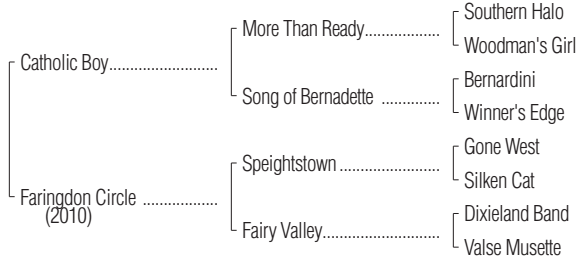 Southern Halo
More Than Ready..................
Woodman's Girl
Catholic Boy..........................
Bernardini
Song of Bernadette ..............
Winner's Edge
Gone West
Speightstown ........................
Silken Cat
Faringdon Circle ..................
(2010)
Dixieland Band
Fairy Valley............................
Valse Musette